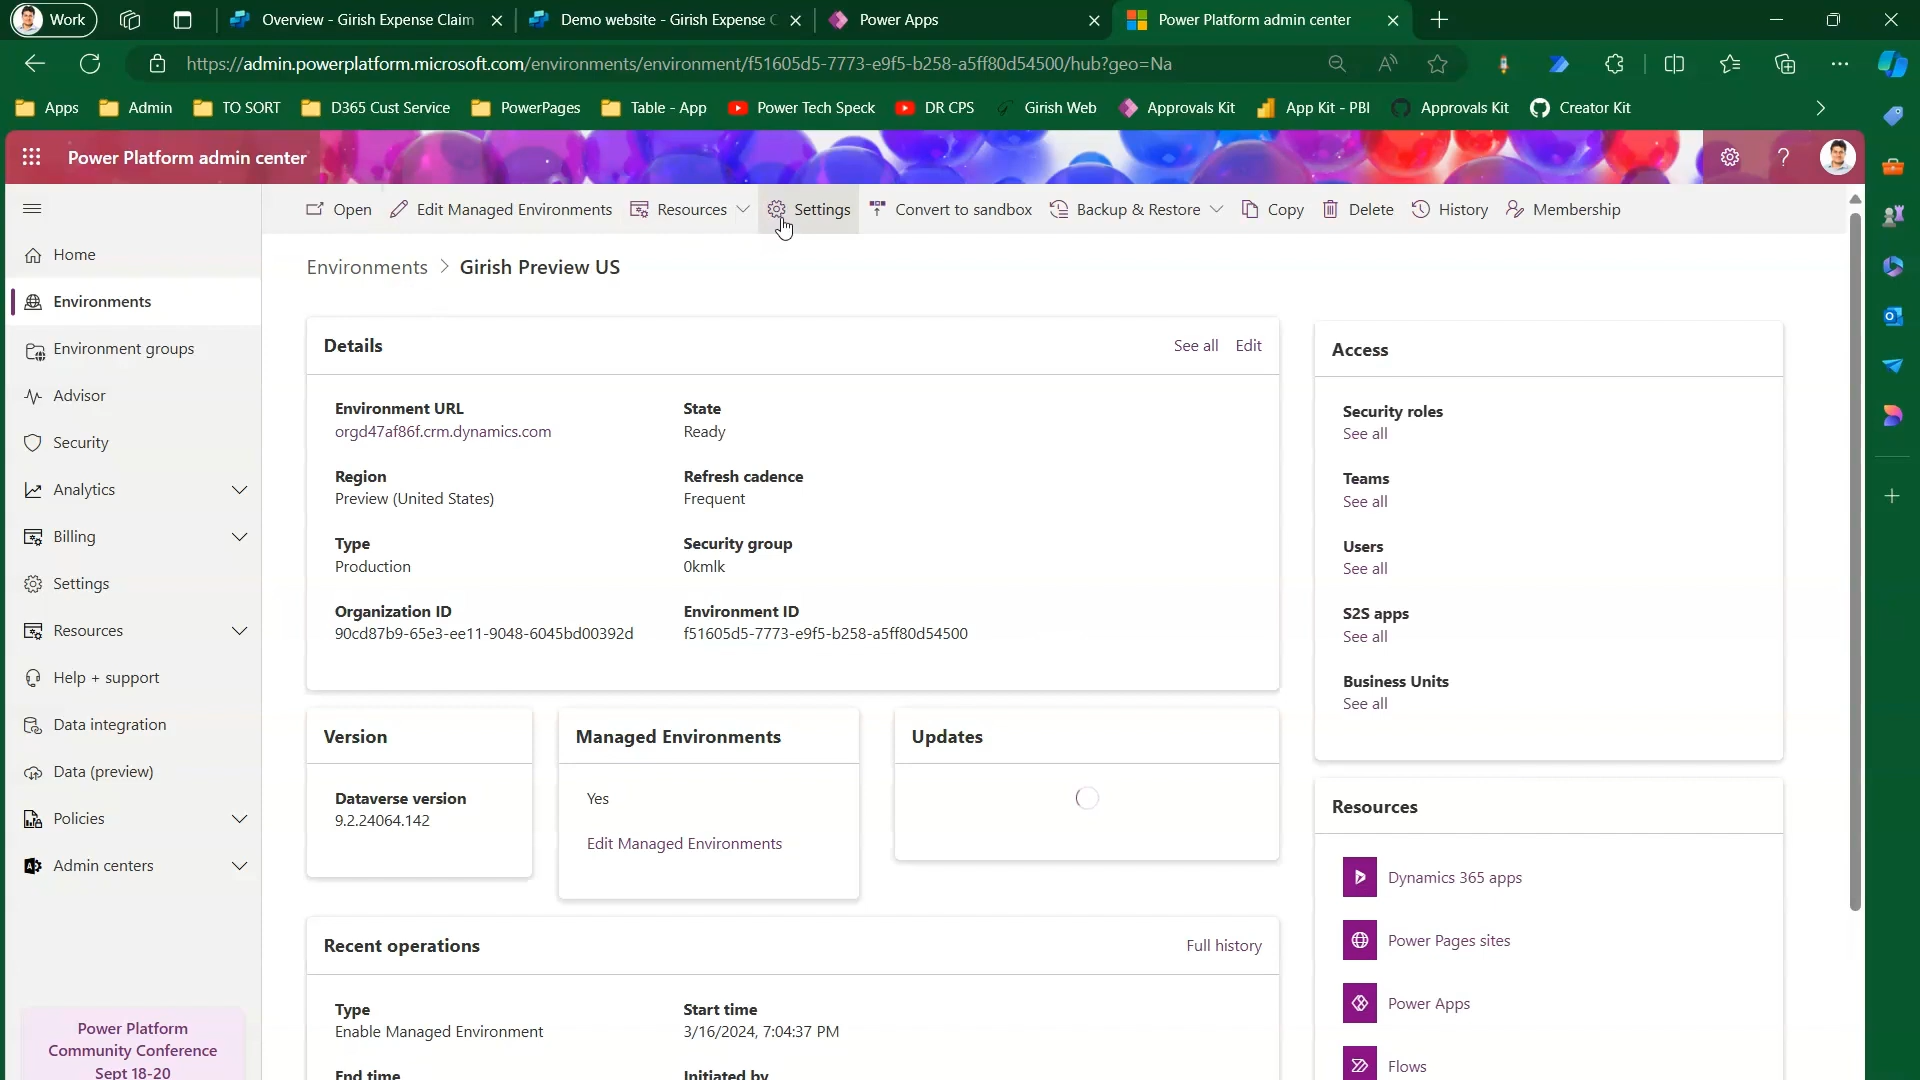 Work
Overview - Girish Expense Claim
Demo website - Girish Expense C
Power Apps
Power Platform admin center
https://admin.powerplatform.microsoft.com/environments/environment/f51605d5-7773-e9f5-b258-a5ff80d54500/hub?geo=Na
Apps
Admin
TO SORT
D365 Cust Service
PowerPages
Table - App
Power Tech Speck
DR CPS
Girish Web
Approvals Kit
App Kit - PBI
Approvals Kit
Creator Kit
Power Platform admin center
Open
Edit Managed Environments
Resources
Settings
Convert to sandbox
Backup & Restore
Copy
Delete
History
Membership
Home
Environments
Environment groups
Advisor
Security
Analytics
Billing
Settings
Resources
Help + support
Data integration
Data (preview)
Policies
Admin centers
Power Platform
Community Conference
Sept 18-20
Environments > Girish Preview US
Details
See all
Edit
Environment URL
orgd47af86f.crm.dynamics.com
State
Ready
Region
Preview (United States)
Refresh cadence
Frequent
Type
Production
Security group
0kmlk
Organization ID
90cd87b9-65e3-ee11-9048-6045bd00392d
Environment ID
f51605d5-7773-e9f5-b258-a5ff80d54500
Version
Dataverse version
9.2.24064.142
Managed Environments
Yes
Edit Managed Environments
Updates
Recent operations
Full history
Type
Enable Managed Environment
Start time
3/16/2024, 7:04:37 PM
End time
Initiated by
Access
Security roles
See all
Teams
See all
Users
See all
S2S apps
See all
Business Units
See all
Resources
Dynamics 365 apps
Power Pages sites
Power Apps
Flows